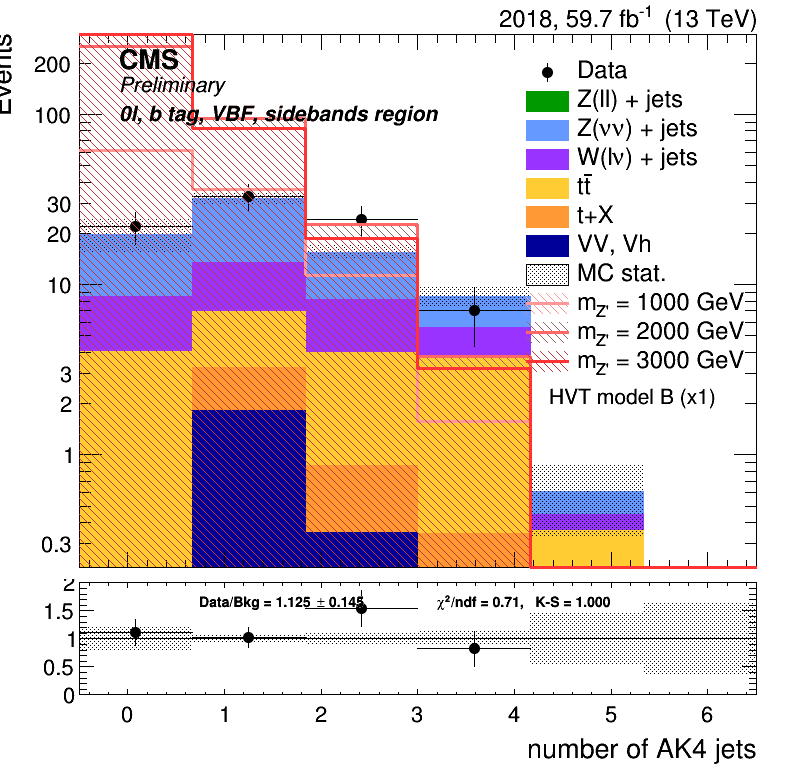 2018, 59.7 fb⁻¹ (13 TeV)
Events
CMS
Preliminary
0l, b tag, VBF, sidebands region
Data
Z(ll) + jets
Z(νν) + jets
W(lν) + jets
tt̄
t+X
VV, Vh
MC stat.
m_Z' = 1000 GeV
m_Z' = 2000 GeV
m_Z' = 3000 GeV
HVT model B (x1)
200
100
30
20
10
3
2
1
0.3
Data/Bkg = 1.125 ± 0.145
χ²/ndf = 0.71, K-S = 1.000
2
1.5
1
0.5
0
0 1 2 3 4 5 6
number of AK4 jets